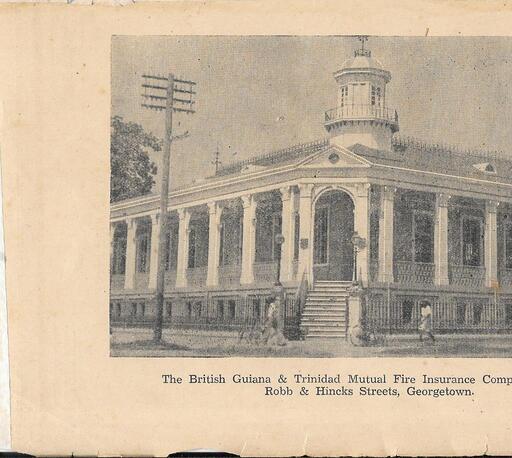 The British Guiana & Trinidad Mutual Fire Insurance Comp
Robb & Hincks Streets, Georgetown.